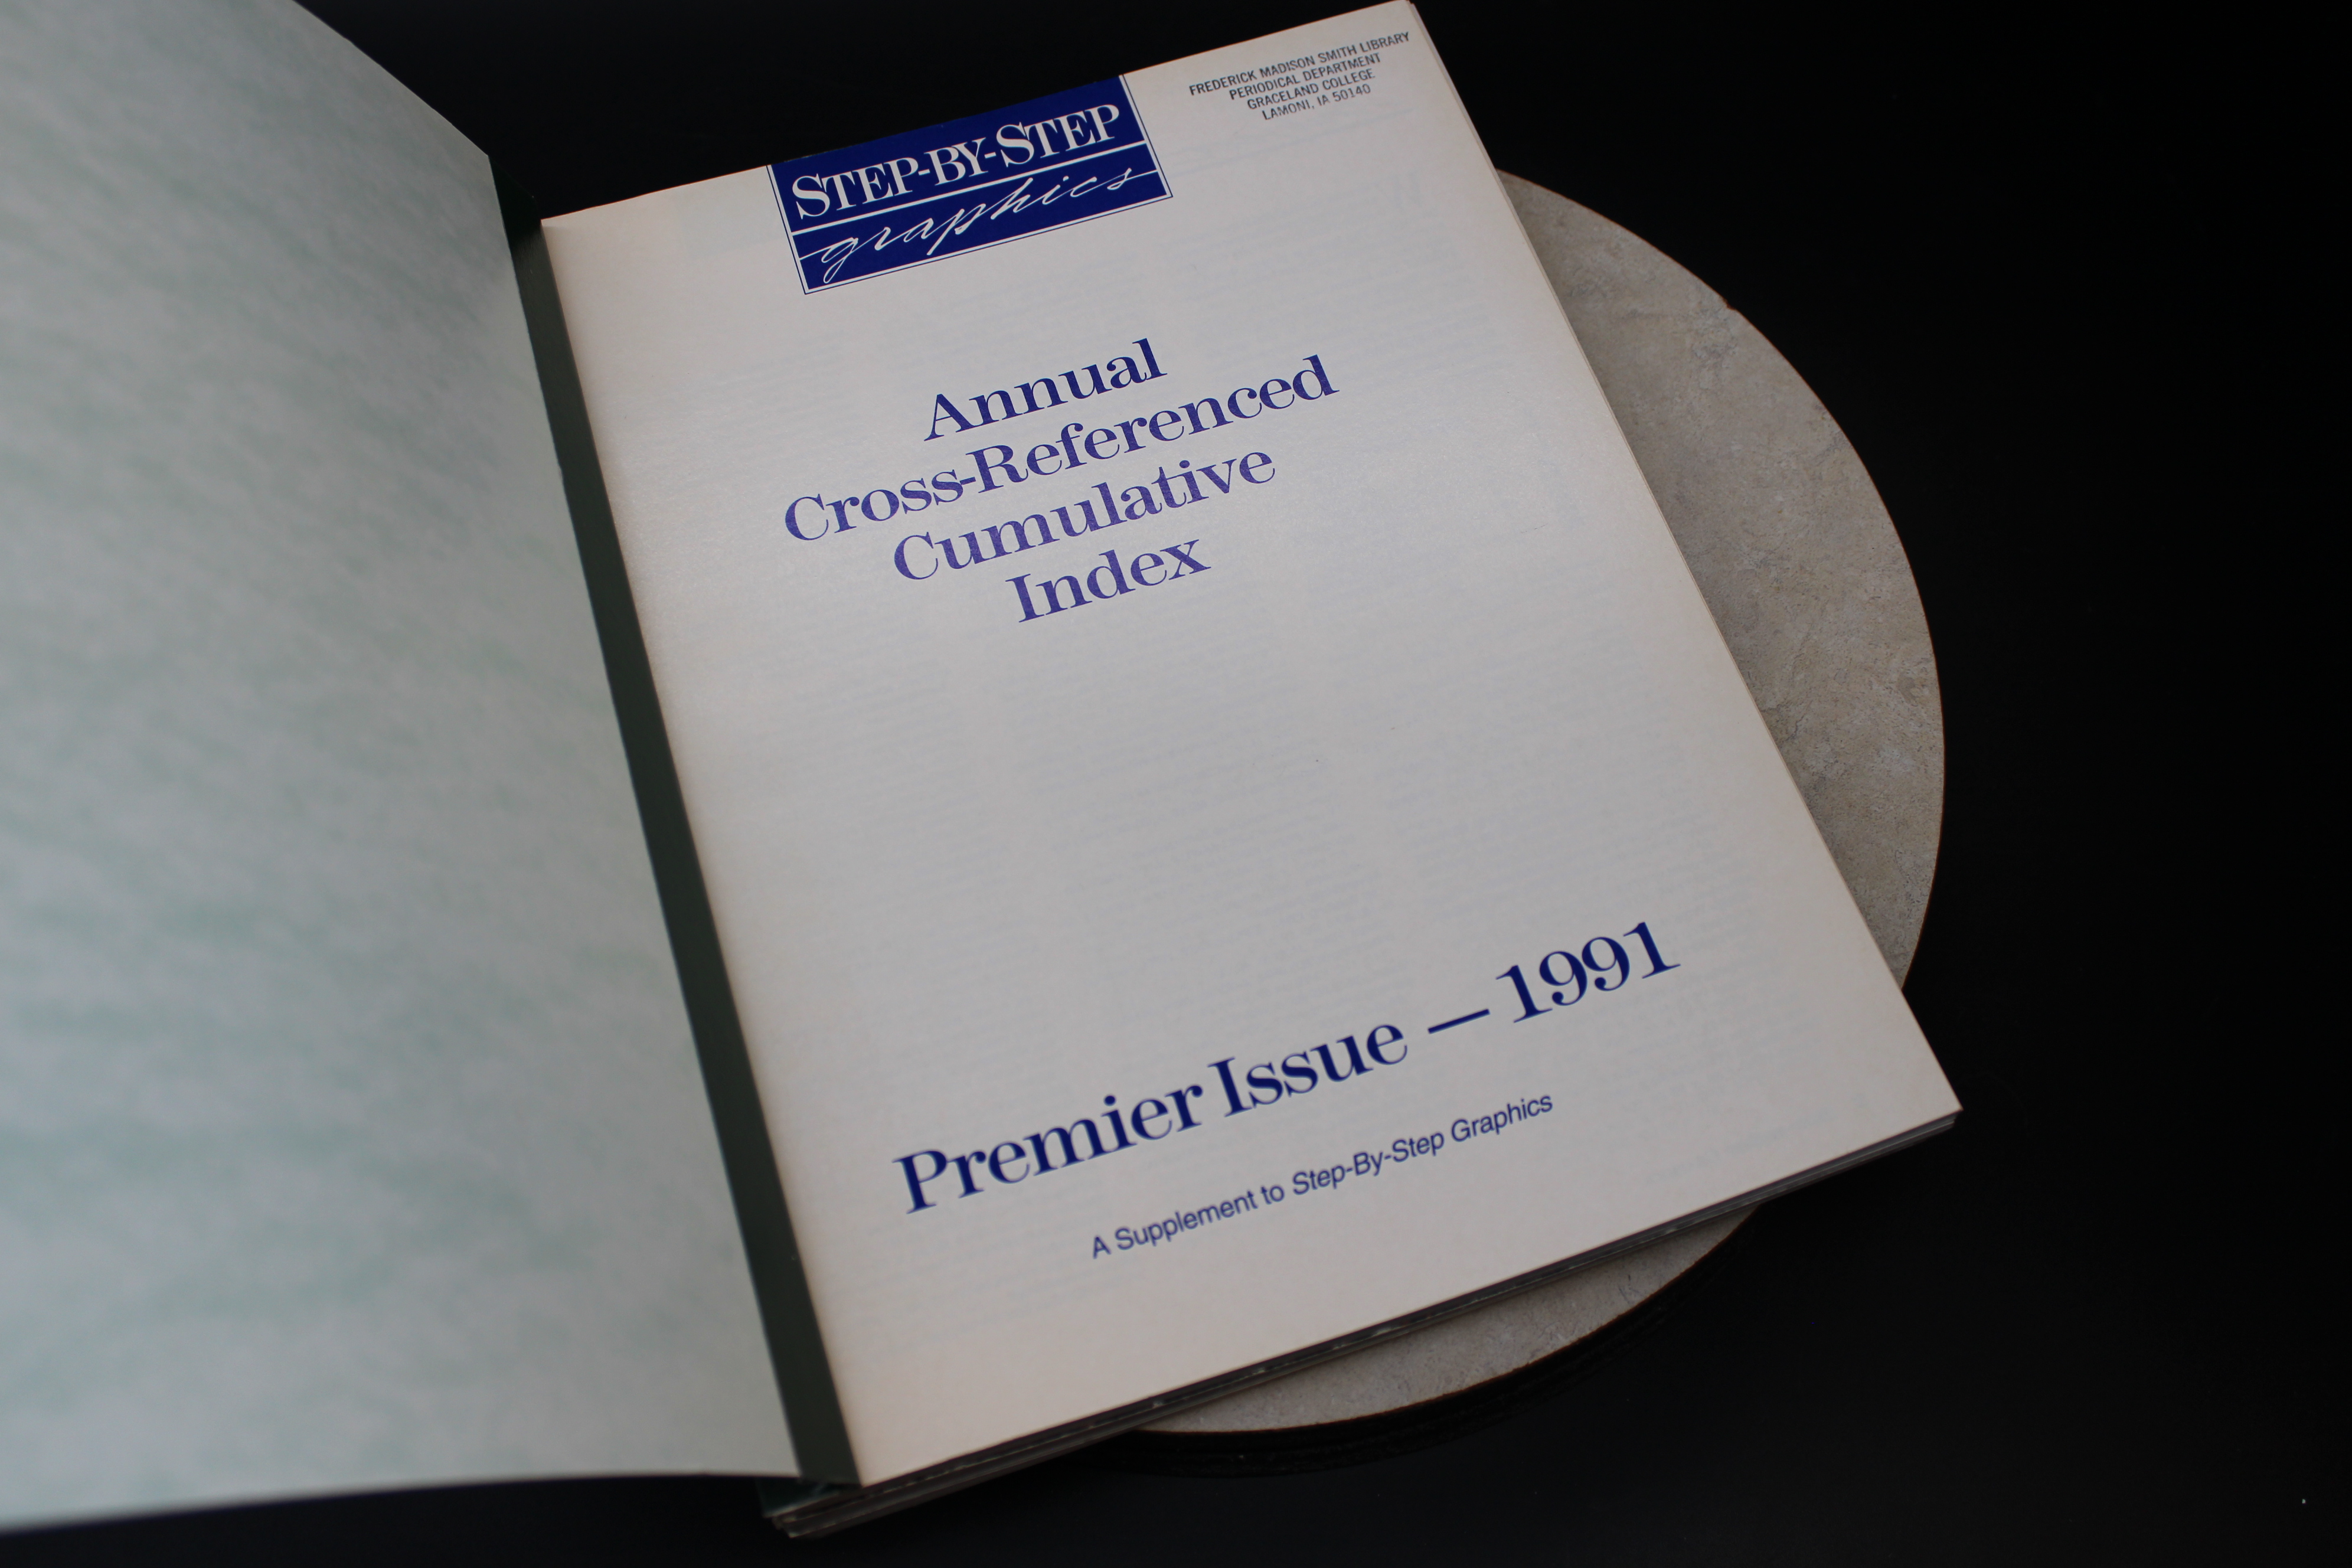 STEP-BY-STEP
graphics
FREDERICK MADISON SMITH LIBRARY
PERIODICAL DEPARTMENT
GRACELAND COLLEGE
LAMONI, IA 50140
Annual
Cross-Referenced
Cumulative
Index
Premier Issue — 1991
A Supplement to Step-By-Step Graphics